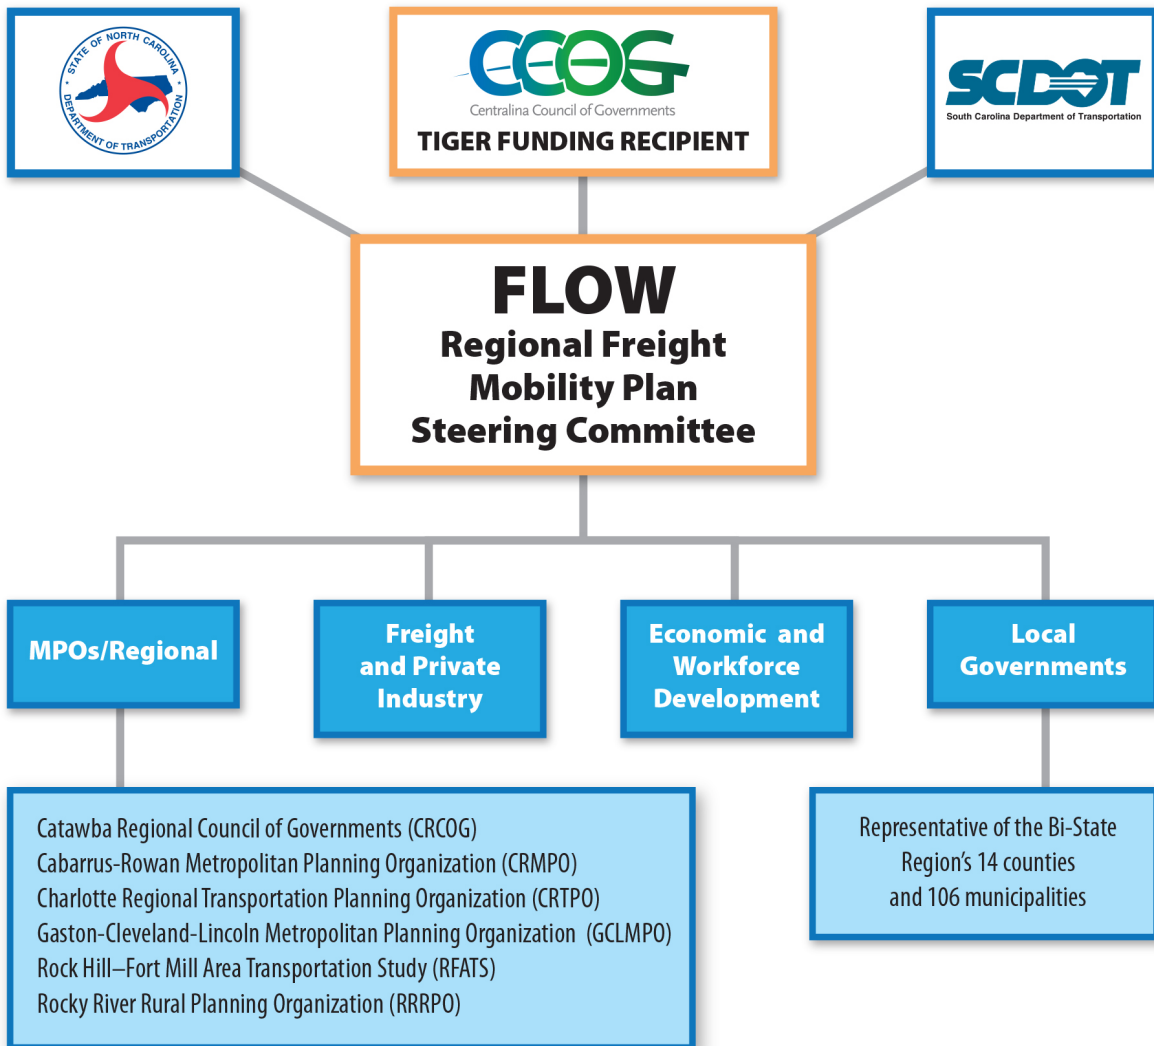 STATE OF NORTH CAROLINA
DEPARTMENT OF TRANSPORTATION
CCOG
Centralina Council of Governments
TIGER FUNDING RECIPIENT
SCDOT
South Carolina Department of Transportation
FLOW
Regional Freight
Mobility Plan
Steering Committee
MPOs/Regional
Freight
and Private
Industry
Economic and
Workforce
Development
Local
Governments
Catawba Regional Council of Governments (CRCOG)
Cabarrus-Rowan Metropolitan Planning Organization (CRMPO)
Charlotte Regional Transportation Planning Organization (CRTPO)
Gaston-Cleveland-Lincoln Metropolitan Planning Organization (GCLMPO)
Rock Hill–Fort Mill Area Transportation Study (RFATS)
Rocky River Rural Planning Organization (RRRPO)
Representative of the Bi-State
Region's 14 counties
and 106 municipalities